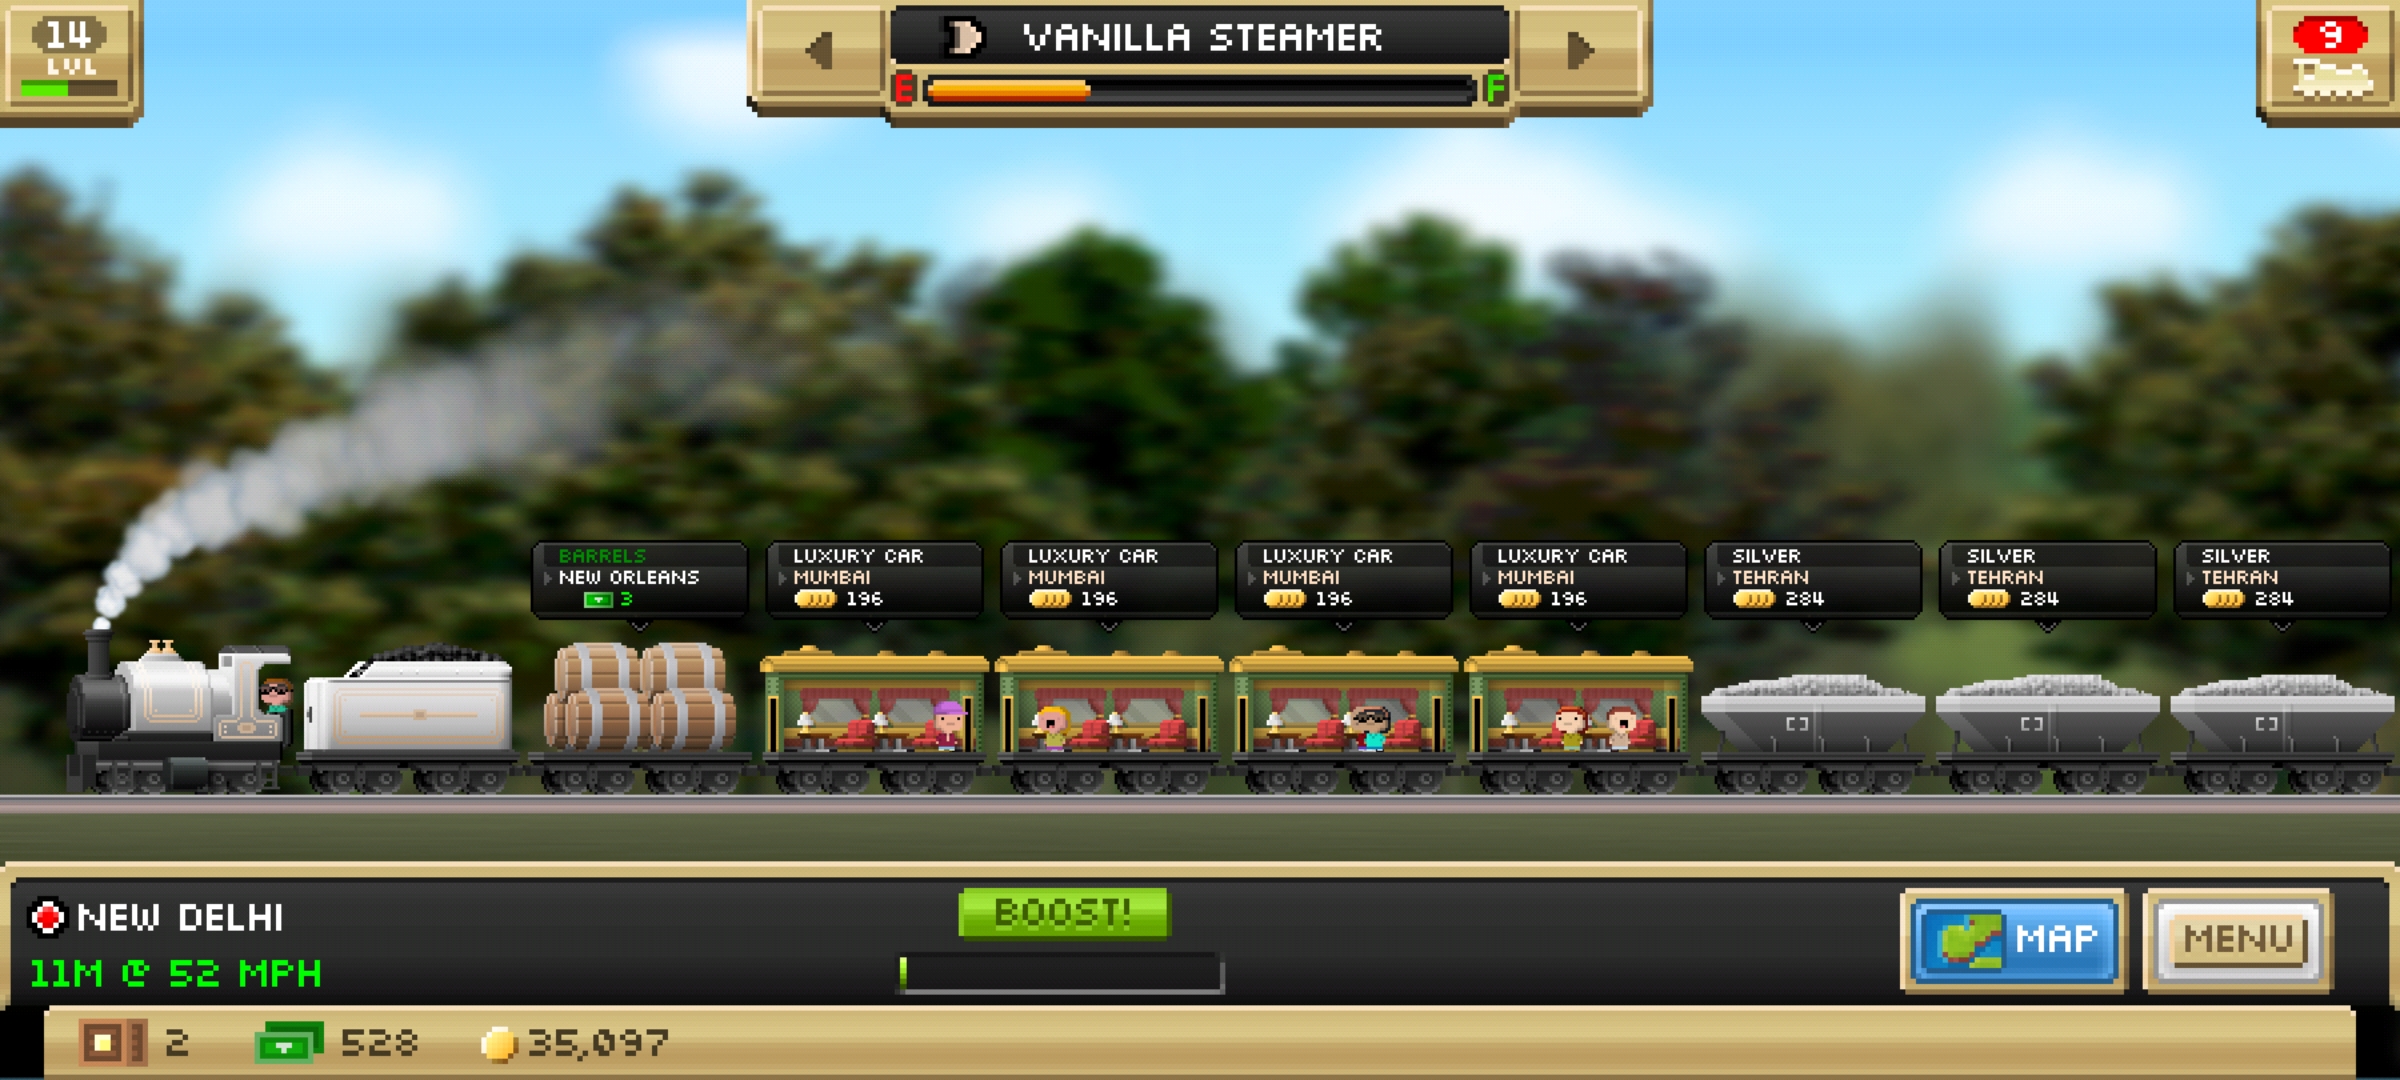 14
LVL
VANILLA STEAMER
E
F
9
BARRELS
NEW ORLEANS
3
LUXURY CAR
MUMBAI
196
LUXURY CAR
MUMBAI
196
LUXURY CAR
MUMBAI
196
LUXURY CAR
MUMBAI
196
SILVER
TEHRAN
284
SILVER
TEHRAN
284
SILVER
TEHRAN
284
NEW DELHI
11M @ 52 MPH
BOOST!
MAP
MENU
2
528
35,097